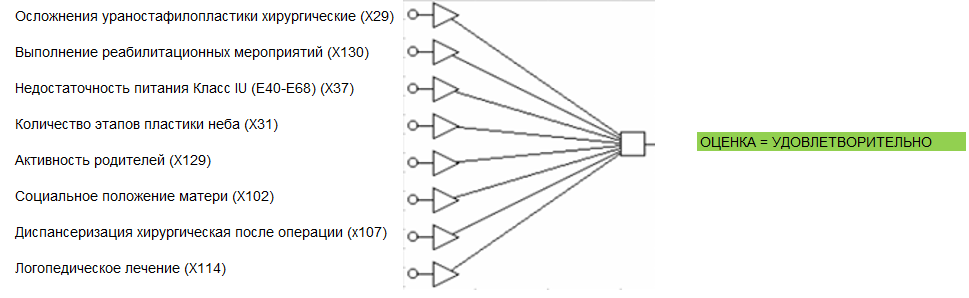 Осложнения ураностафилопластики хирургические (X29)
Выполнение реабилитационных мероприятий (X130)
Недостаточность питания Класс IU (E40-E68) (X37)
Количество этапов пластики неба (X31)
Активность родителей (X129)
Социальное положение матери (X102)
ОЦЕНКА = УДОВЛЕТВОРИТЕЛЬНО
Диспансеризация хирургическая после операции (x107)
Логопедическое лечение (X114)